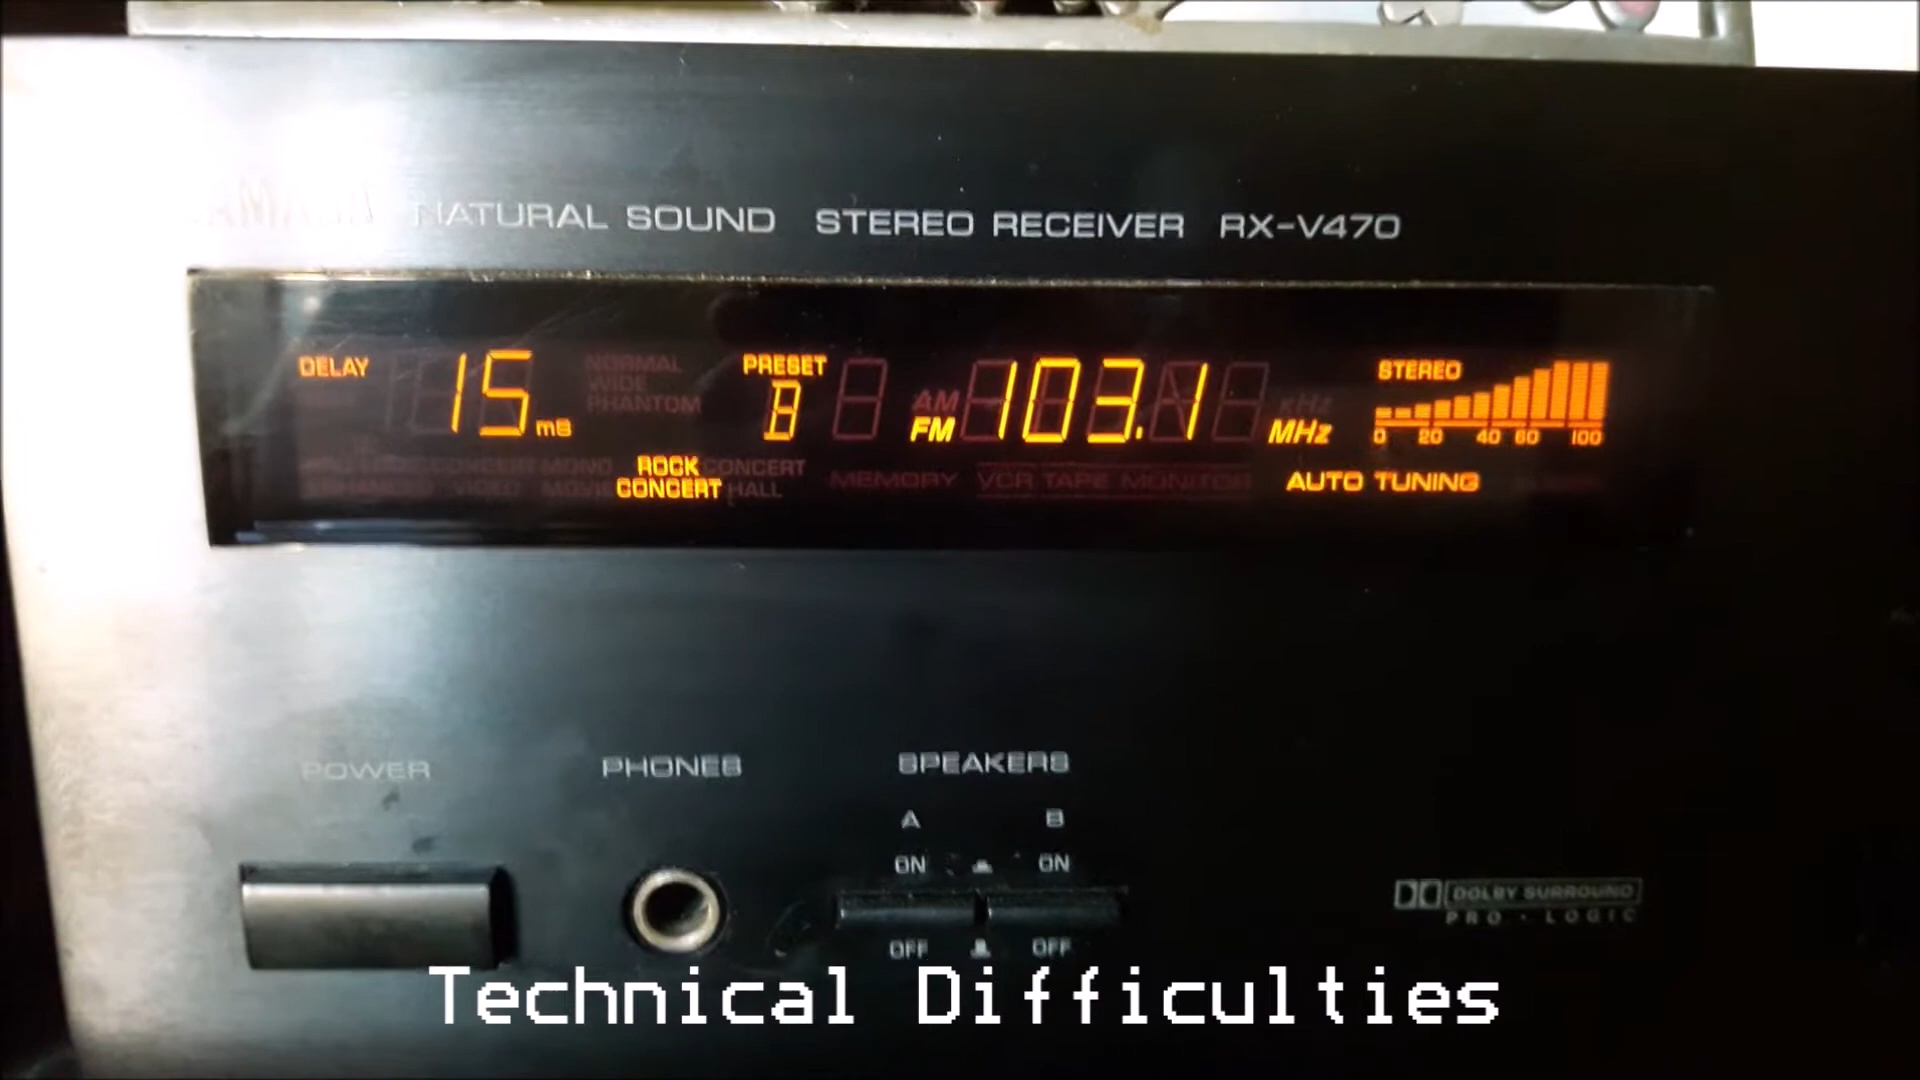 NATURAL SOUND STEREO RECEIVER RX-V470
DELAY 15 ms PRESET B FM 103.1 MHz STEREO
NORMAL
WIDE
PHANTOM
AM
kHz
0 20 40 60 100
ROCK CONCERT
CONCERT HALL
MEMORY VCR TAPE MONITOR AUTO TUNING
POWER PHONES SPEAKERS
A B
ON ON
OFF OFF
DOLBY SURROUND
PRO · LOGIC
Technical Difficulties